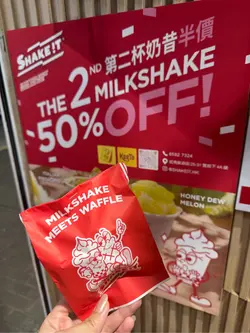 SHAKE!T
2ND 第二杯奶昔半價
THE MILKSHAKE
50% OFF!
HONEY DEW
MELON
MILKSHAKE
MEETS WAFFLE